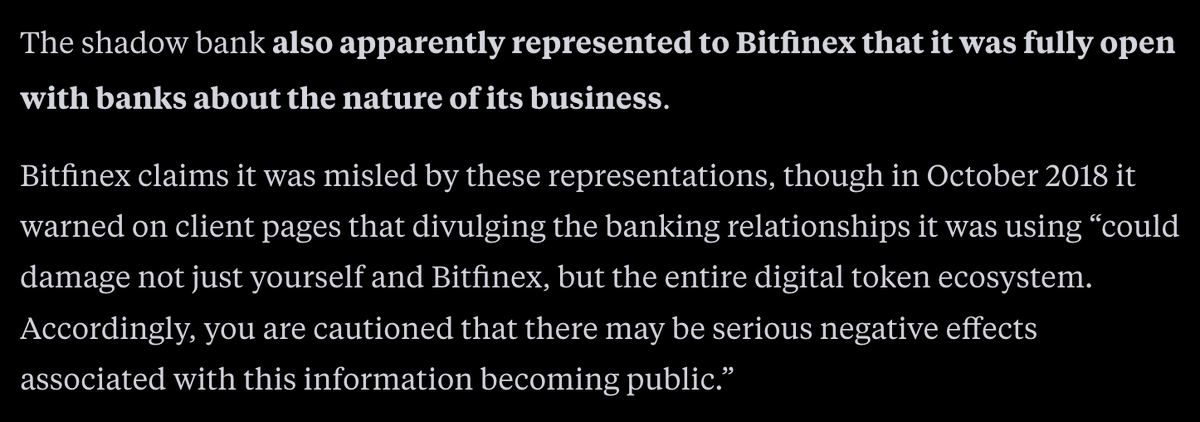 The shadow bank also apparently represented to Bitfinex that it was fully open
with banks about the nature of its business.
Bitfinex claims it was misled by these representations, though in October 2018 it
warned on client pages that divulging the banking relationships it was using “could
damage not just yourself and Bitfinex, but the entire digital token ecosystem.
Accordingly, you are cautioned that there may be serious negative effects
associated with this information becoming public.”